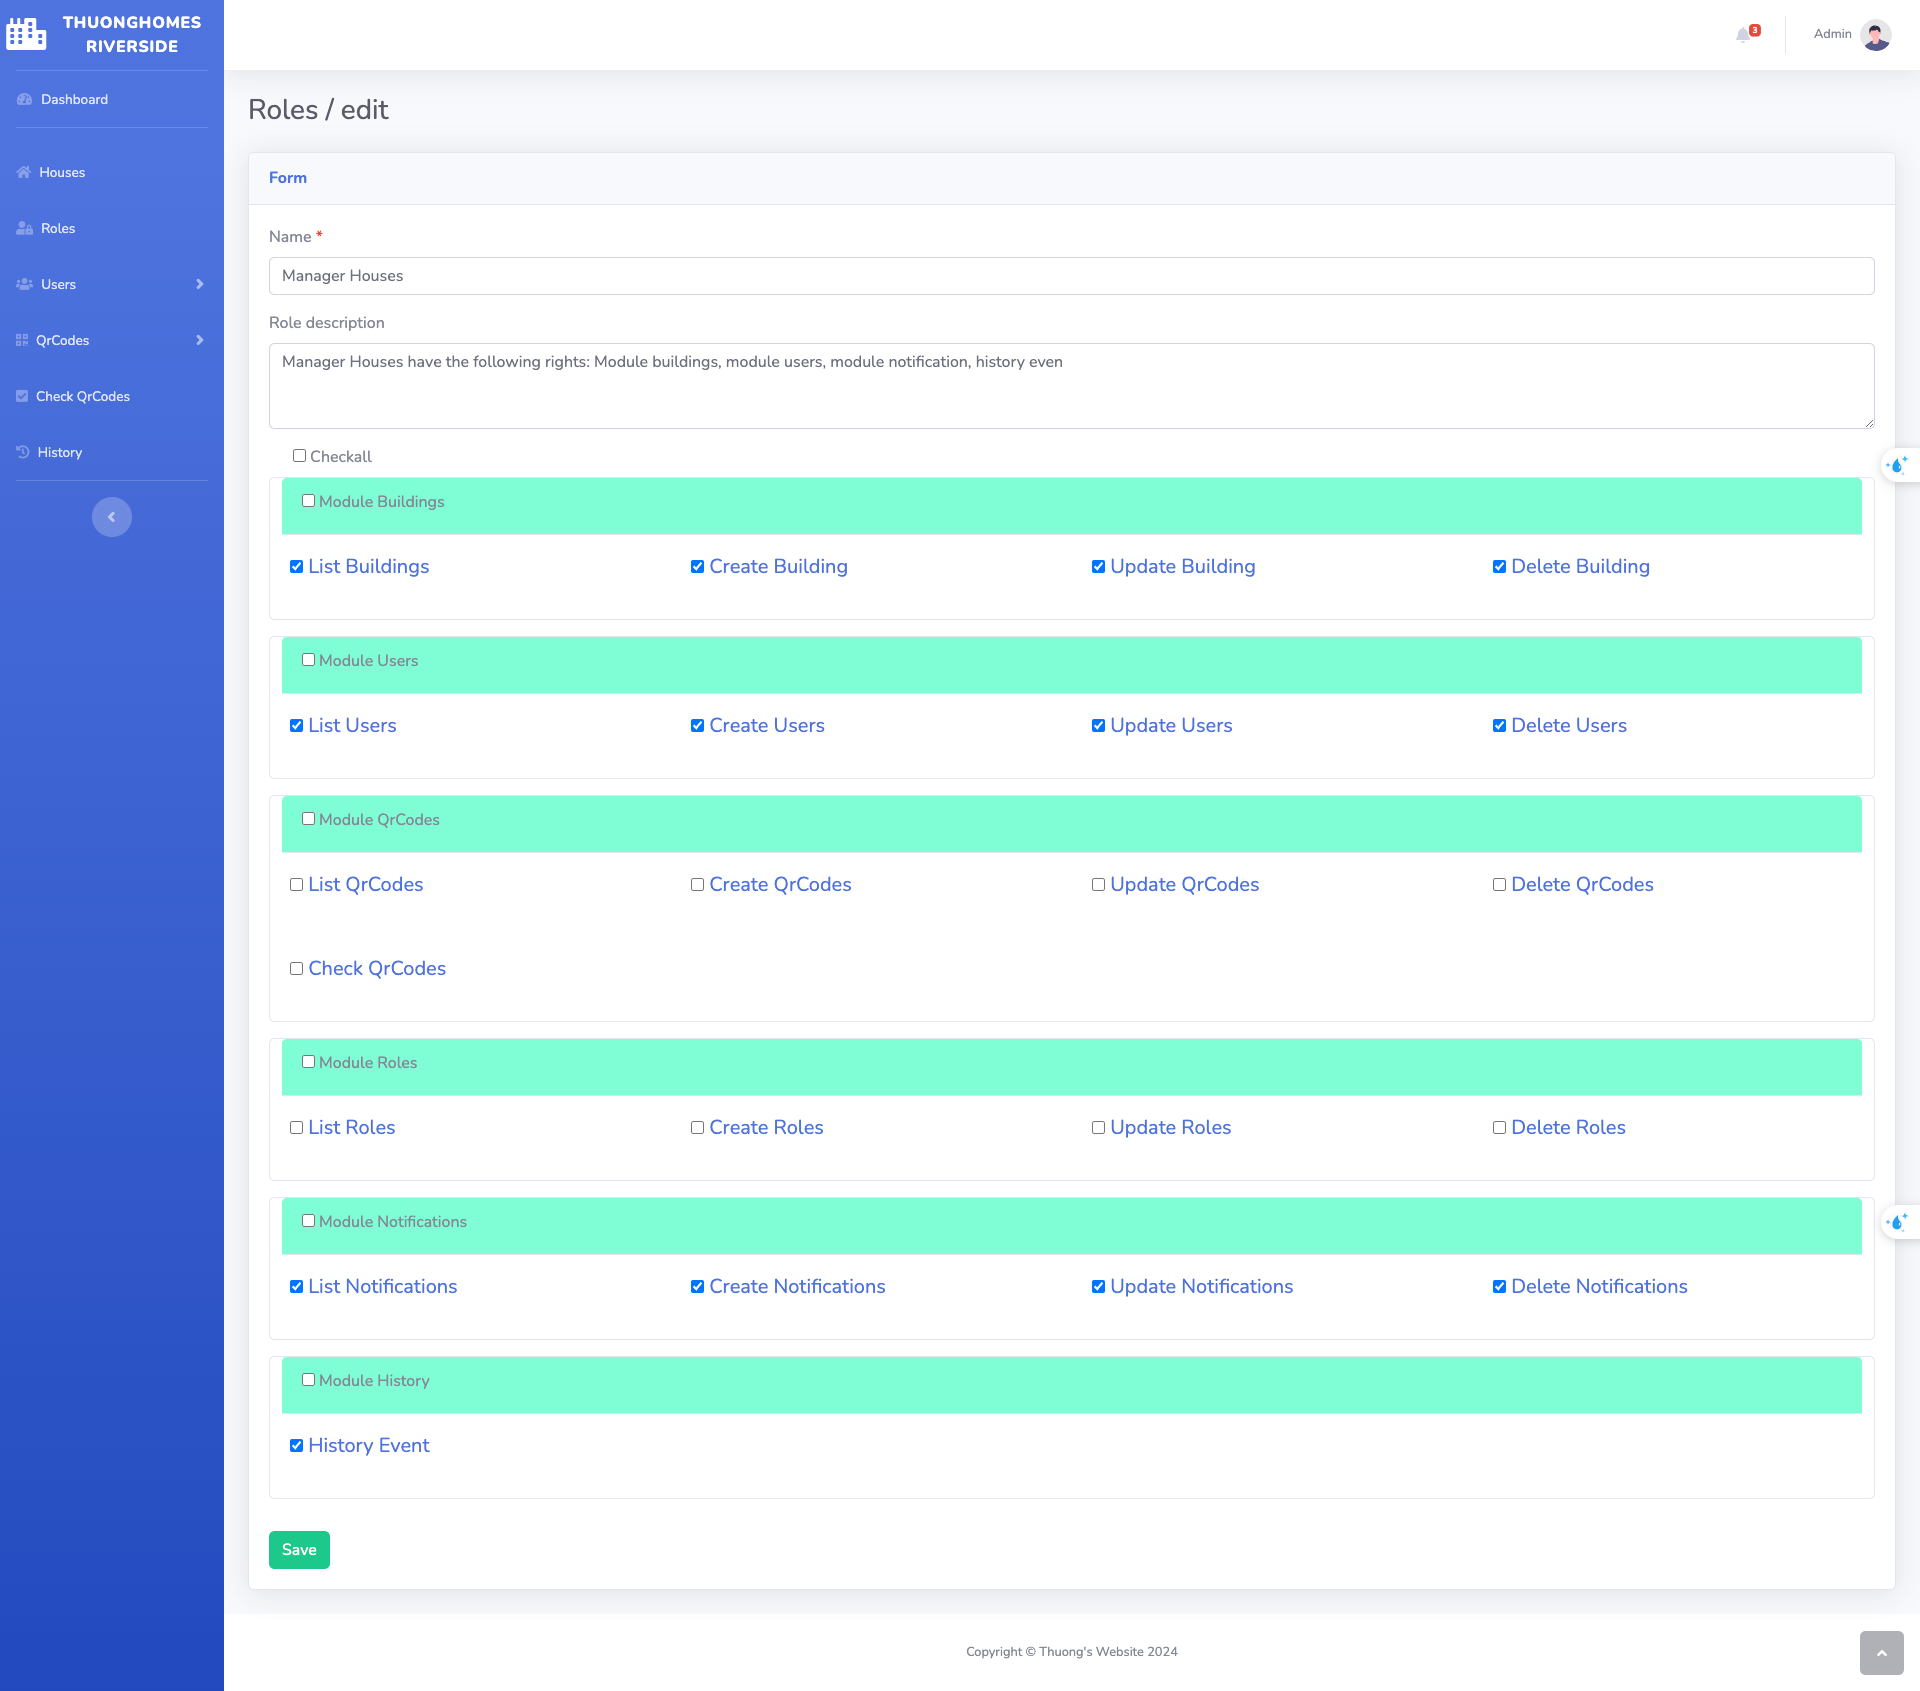 THUONGHOMES
RIVERSIDE
3
Admin
Dashboard
Houses
Roles
Users
QrCodes
Check QrCodes
History
Roles / edit
Form
Name *
Manager Houses
Role description
Manager Houses have the following rights: Module buildings, module users, module notification, history even
Checkall
Module Buildings
List Buildings
Create Building
Update Building
Delete Building
Module Users
List Users
Create Users
Update Users
Delete Users
Module QrCodes
List QrCodes
Create QrCodes
Update QrCodes
Delete QrCodes
Check QrCodes
Module Roles
List Roles
Create Roles
Update Roles
Delete Roles
Module Notifications
List Notifications
Create Notifications
Update Notifications
Delete Notifications
Module History
History Event
Save
Copyright © Thuong's Website 2024